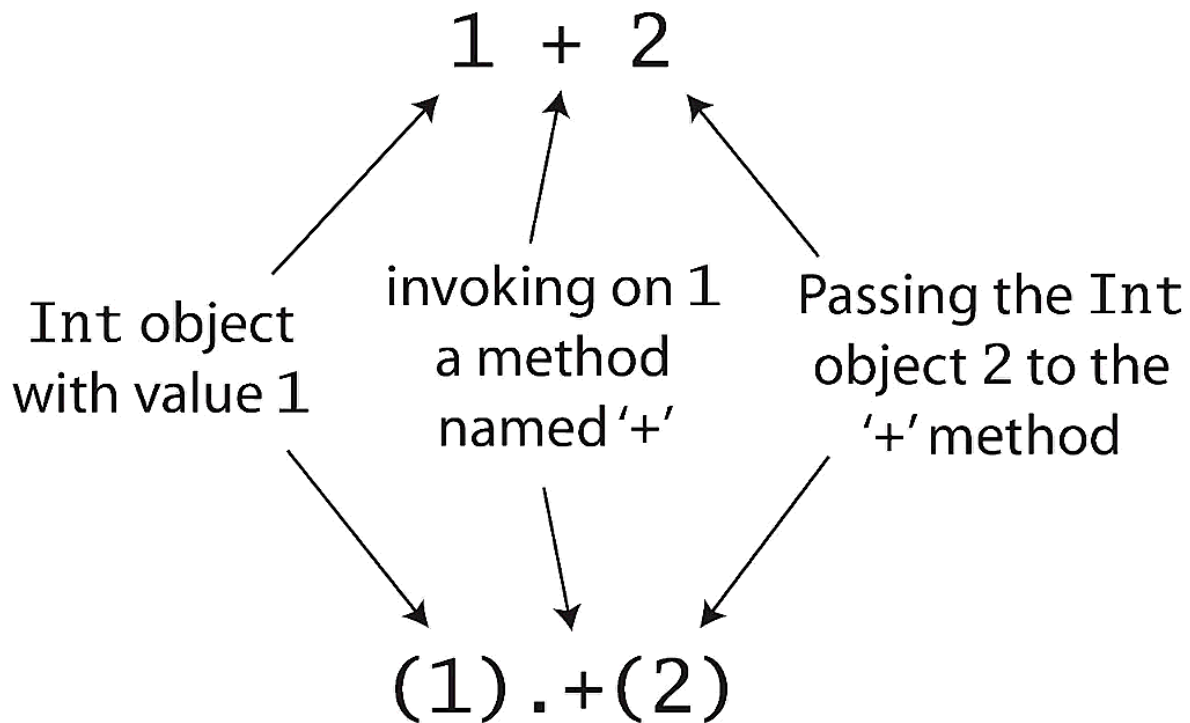 1 + 2
Int object
with value 1
invoking on 1
a method
named ‘+’
Passing the Int
object 2 to the
‘+’ method
(1).+(2)